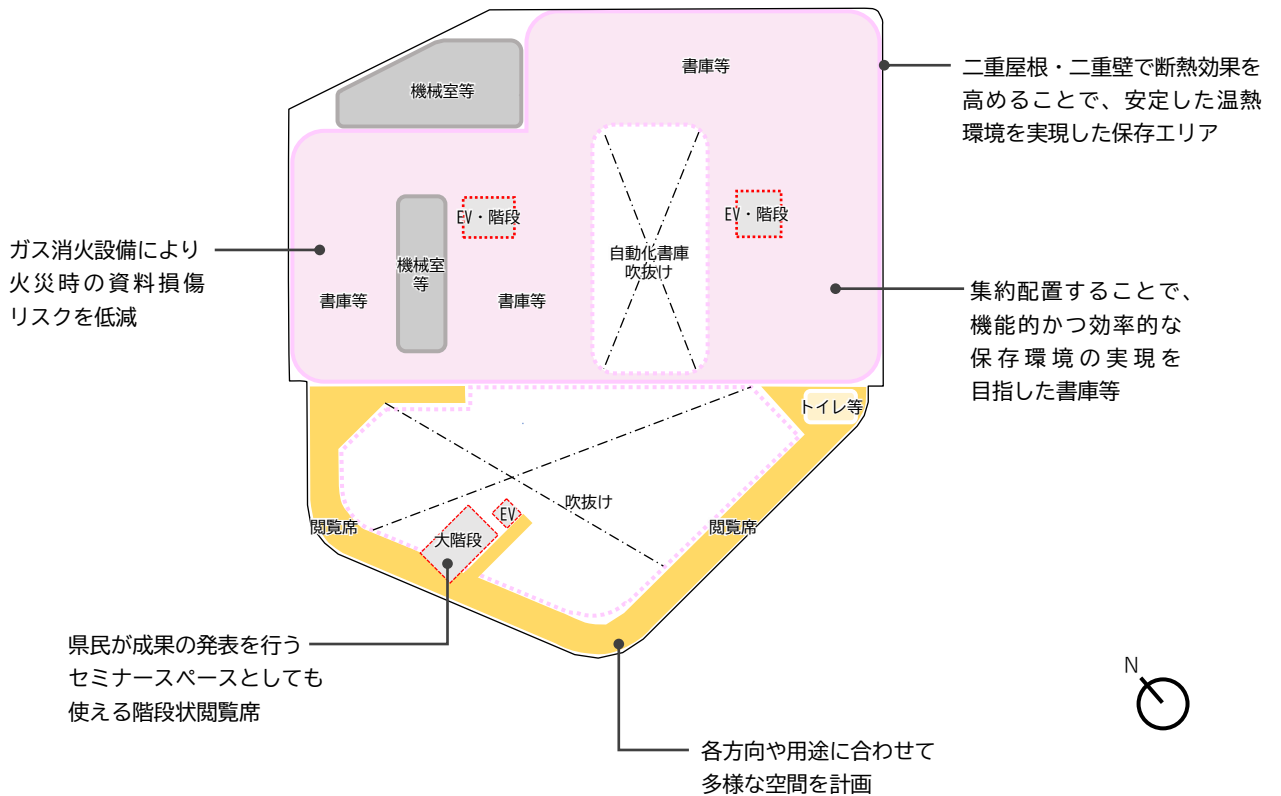 書庫等
機械室等
二重屋根・二重壁で断熱効果を
高めることで、安定した温熱
環境を実現した保存エリア
EV・階段
EV・階段
ガス消火設備により
火災時の資料損傷
リスクを低減
自動化書庫
吹抜け
機械室
等
書庫等
書庫等
集約配置することで、
機能的かつ効率的な
保存環境の実現を
目指した書庫等
トイレ等
吹抜け
EV
閲覧席
閲覧席
大階段
県民が成果の発表を行う
セミナースペースとしても
使える階段状閲覧席
N
各方向や用途に合わせて
多様な空間を計画